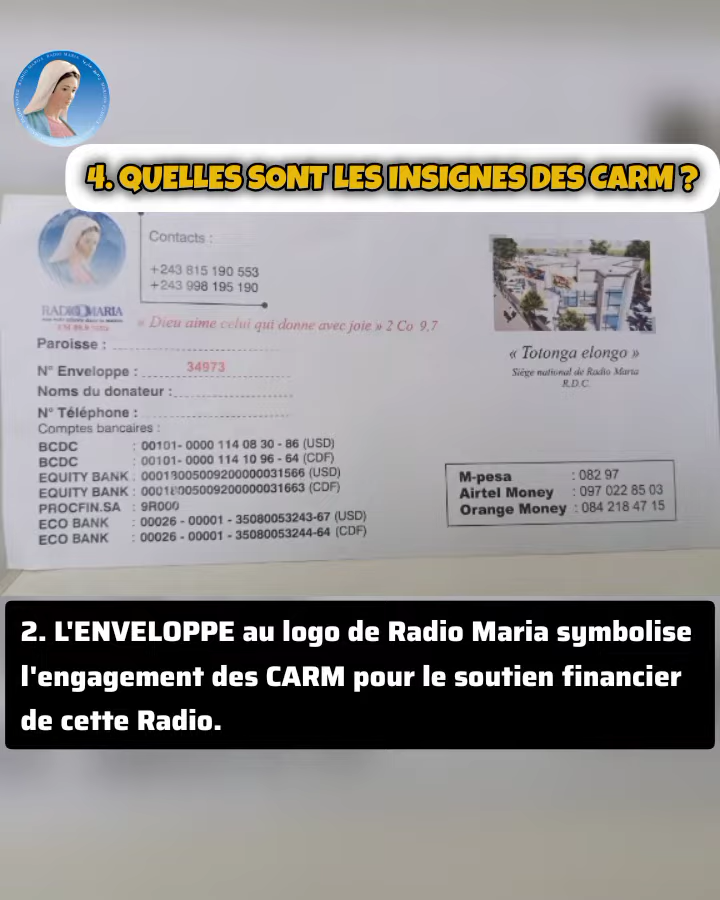 4. QUELLES SONT LES INSIGNES DES CARM ?
Contacts :
+243 815 190 553
+243 998 195 190
RADIO MARIA
« Dieu aime celui qui donne avec joie » 2 Co 9,7
Paroisse :
N° Enveloppe : 34973
Noms du donateur :
N° Téléphone :
Comptes bancaires :
BCDC : 00101- 0000 114 08 30 - 86 (USD)
BCDC : 00101- 0000 114 10 96 - 64 (CDF)
EQUITY BANK : (USD)
EQUITY BANK : (CDF)
PROCFIN.SA : 9R000
ECO BANK : 00026 - 00001 - 35080053243-67 (USD)
ECO BANK : 00026 - 00001 - 35080053244-64 (CDF)
« Totonga elongo »
Siège national de Radio Maria
R.D.C.
M-pesa : 082 97
Airtel Money : 097 022 85 03
Orange Money : 084 218 47 15
2. L'ENVELOPPE au logo de Radio Maria symbolise
l'engagement des CARM pour le soutien financier
de cette Radio.